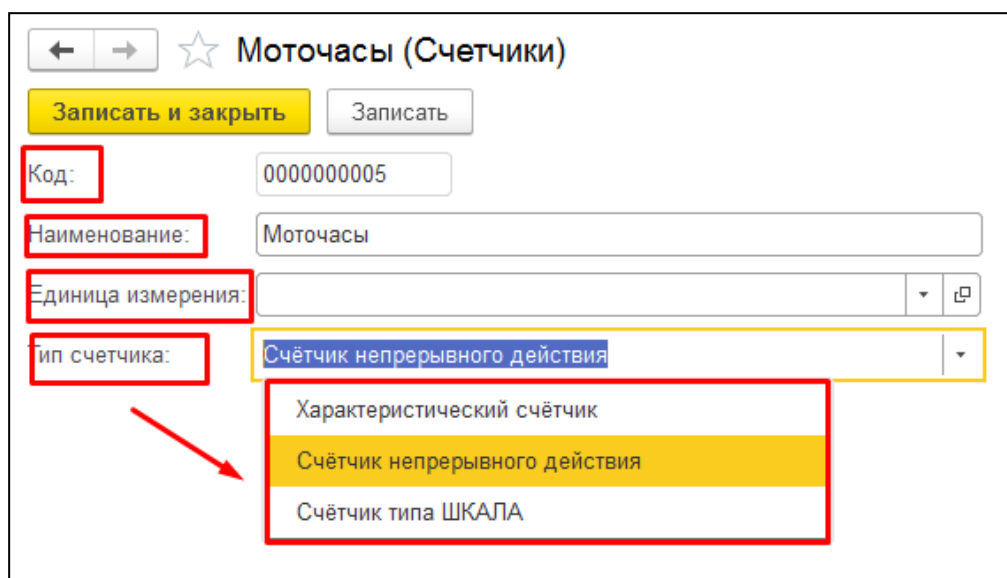 Моточасы (Счетчики)
Записать и закрыть Записать
Код: 0000000005
Наименование: Моточасы
Единица измерения:
Тип счетчика: Счётчик непрерывного действия
Характеристический счётчик
Счётчик непрерывного действия
Счётчик типа ШКАЛА